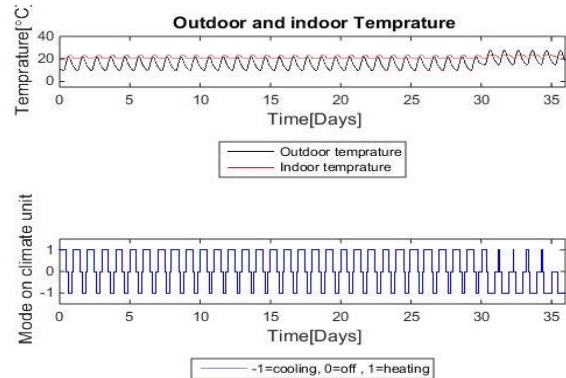 Outdoor and indoor Temprature
Temprature[°C]
40
20
0
0 5 10 15 20 25 30 35
Time[Days]
Outdoor temprature
Indoor temprature
Mode on climate unit
1
0
-1
0 5 10 15 20 25 30 35
Time[Days]
-1=cooling, 0=off , 1=heating